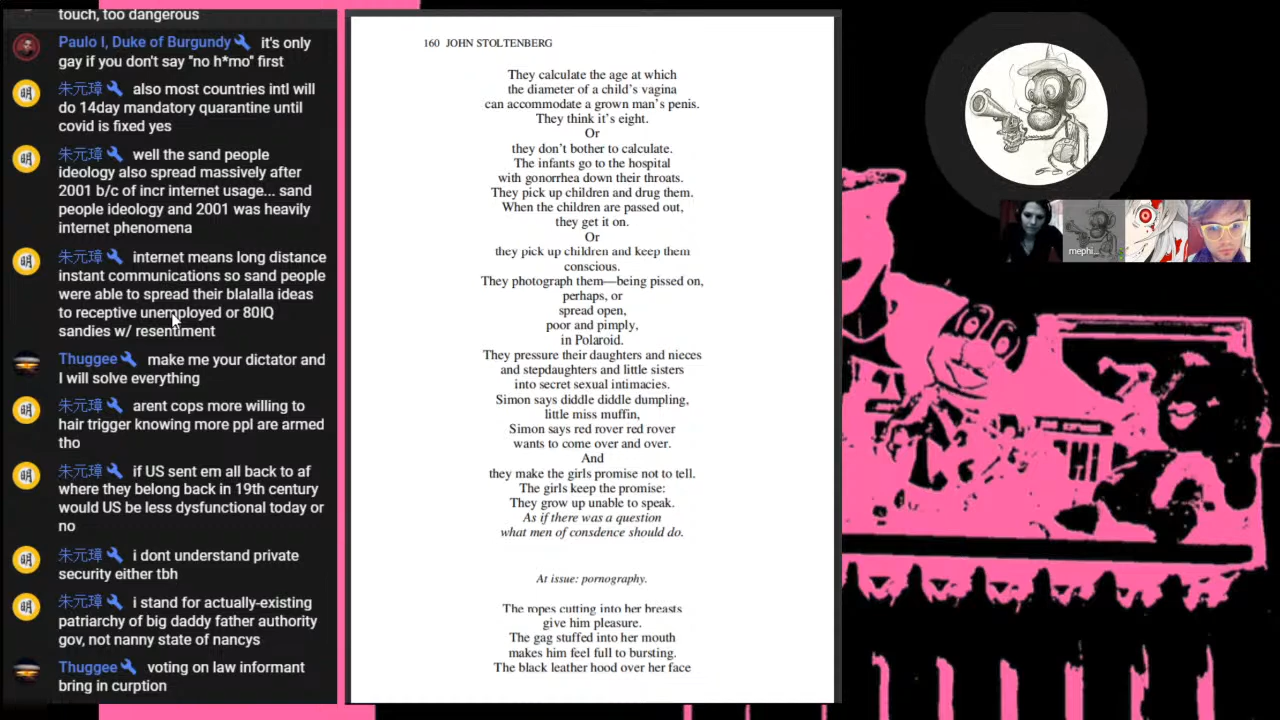 touch, too dangerous
Paulo I, Duke of Burgundy it's only
gay if you don't say "no h*mo" first
朱元璋 also most countries intl will
do 14day mandatory quarantine until
covid is fixed yes
朱元璋 well the sand people
ideology also spread massively after
2001 b/c of incr internet usage... sand
people ideology and 2001 was heavily
internet phenomena
朱元璋 internet means long distance
instant communications so sand people
were able to spread their blalalla ideas
to receptive unemployed or 80IQ
sandies w/ resentiment
Thuggee make me your dictator and
I will solve everything
朱元璋 arent cops more willing to
hair trigger knowing more ppl are armed
tho
朱元璋 if US sent em all back to af
where they belong back in 19th century
would US be less dysfunctional today or
no
朱元璋 i dont understand private
security either tbh
朱元璋 i stand for actually-existing
patriarchy of big daddy father authority
gov, not nanny state of nancys
Thuggee voting on law informant
bring in curption
160 JOHN STOLTENBERG
They calculate the age at which
the diameter of a child's vagina
can accommodate a grown man's penis.
They think it's eight.
Or
they don't bother to calculate.
The infants go to the hospital
with gonorrhea down their throats.
They pick up children and drug them.
When the children are passed out,
they get it on.
Or
they pick up children and keep them
conscious.
They photograph them—being pissed on,
perhaps, or
spread open,
poor and pimply,
in Polaroid.
They pressure their daughters and nieces
and stepdaughters and little sisters
into secret sexual intimacies.
Simon says diddle diddle dumpling,
little miss muffin,
Simon says red rover red rover
wants to come over and over.
And
they make the girls promise not to tell.
The girls keep the promise:
They grow up unable to speak.
As if there was a question
what men of consdence should do.
At issue: pornography.
The ropes cutting into her breasts
give him pleasure.
The gag stuffed into her mouth
makes him feel full to bursting.
The black leather hood over her face
mephi...